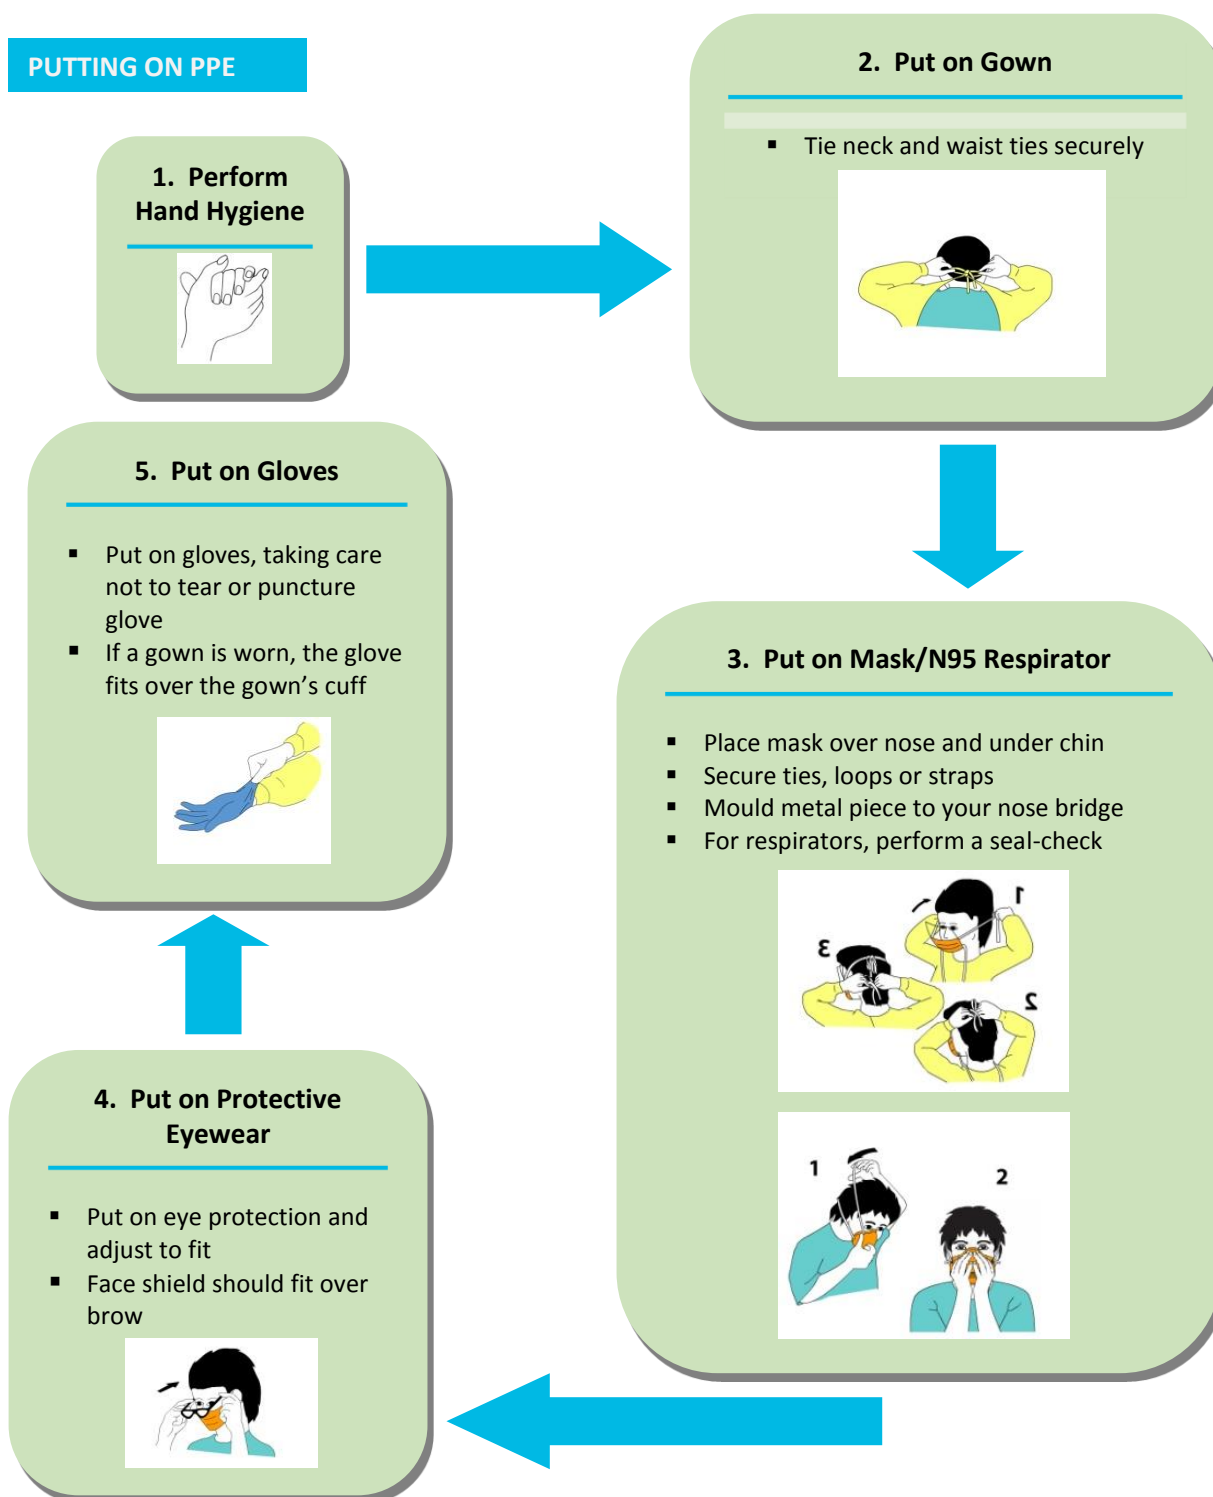 PUTTING ON PPE
1. Perform
Hand Hygiene
2. Put on Gown
▪ Tie neck and waist ties securely
3. Put on Mask/N95 Respirator
▪ Place mask over nose and under chin
▪ Secure ties, loops or straps
▪ Mould metal piece to your nose bridge
▪ For respirators, perform a seal-check
1
2
3
1
2
4. Put on Protective
Eyewear
▪ Put on eye protection and
adjust to fit
▪ Face shield should fit over
brow
5. Put on Gloves
▪ Put on gloves, taking care
not to tear or puncture
glove
▪ If a gown is worn, the glove
fits over the gown’s cuff